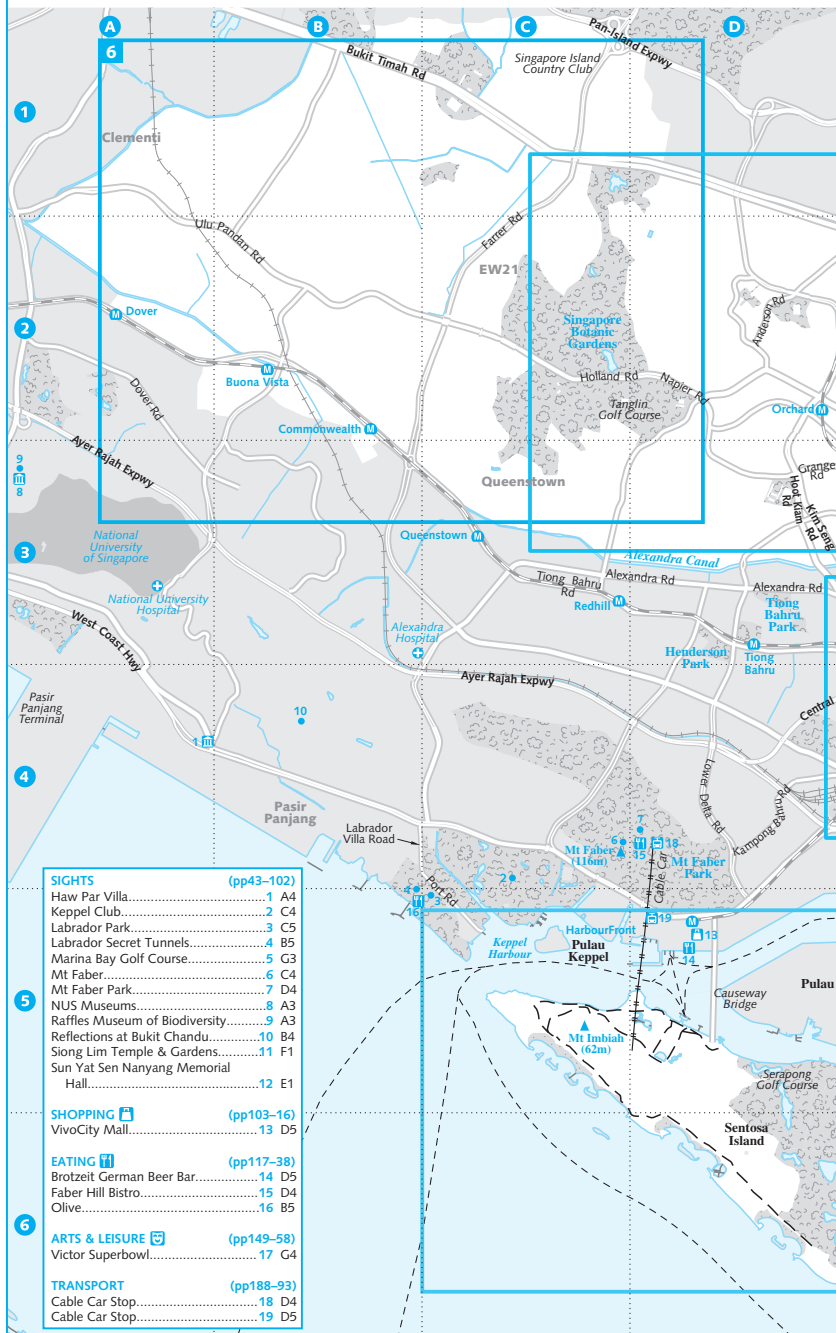 A
B
C
D
6
Pan-Island Expwy
Bukit Timah Rd
Singapore Island
Country Club
1
Clementi
Ulu Pandan Rd
Farrer Rd
EW21
Dover
2
Singapore
Botanic
Gardens
Anderson Rd
Buona Vista
Holland Rd
Napier Rd
Dover Rd
Tanglin
Golf Course
Orchard
Commonwealth
Ayer Rajah Expwy
9
8
Grange
Rd
Hoot Kiam
Rd
Kim Seng
Rd
Queenstown
National
University
of Singapore
3
Queenstown
Alexandra Canal
National University
Hospital
Tiong Bahru
Rd
Alexandra Rd
Alexandra Rd
Redhill
Tiong
Bahru
Park
West Coast Hwy
Alexandra
Hospital
Henderson
Park
Tiong
Bahru
Ayer Rajah Expwy
Pasir
Panjang
Terminal
10
Central
1
4
Lower Delta Rd
Kampong Bahru
Rd
Pasir
Panjang
Labrador
Villa Road
7
6
15
18
Mt Faber
(116m)
Mt Faber
Park
Cable Car
2
4
3
16
Port Rd
19
13
14
HarbourFront
Keppel
Harbour
Pulau
Keppel
Causeway
Bridge
Pulau
5
Mt Imbiah
(62m)
Serapong
Golf Course
Sentosa
Island
6
SIGHTS (pp43–102)
Haw Par Villa 1 A4
Keppel Club 2 C4
Labrador Park 3 C5
Labrador Secret Tunnels 4 B5
Marina Bay Golf Course 5 G3
Mt Faber 6 C4
Mt Faber Park 7 D4
NUS Museums 8 A3
Raffles Museum of Biodiversity 9 A3
Reflections at Bukit Chandu 10 B4
Siong Lim Temple & Gardens 11 F1
Sun Yat Sen Nanyang Memorial
Hall 12 E1
SHOPPING (pp103–16)
VivoCity Mall 13 D5
EATING (pp117–38)
Brotzeit German Beer Bar 14 D5
Faber Hill Bistro 15 D4
Olive 16 B5
ARTS & LEISURE (pp149–58)
Victor Superbowl 17 G4
TRANSPORT (pp188–93)
Cable Car Stop 18 D4
Cable Car Stop 19 D5